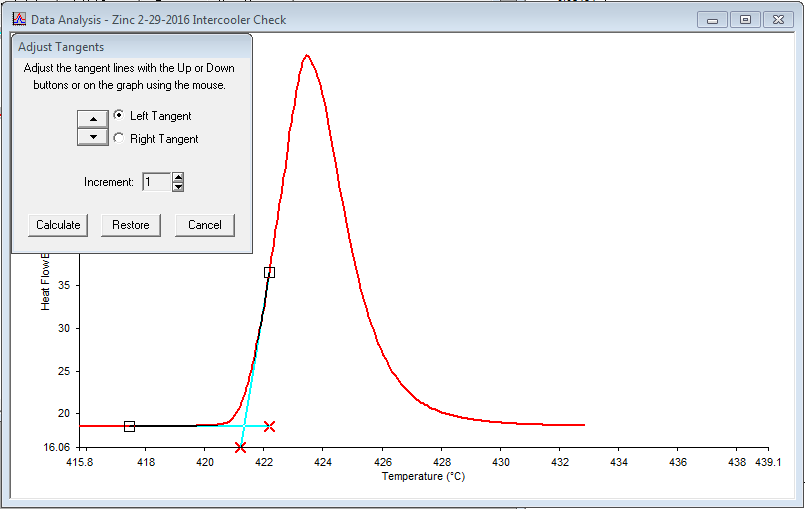 Data Analysis - Zinc 2-29-2016 Intercooler Check
Adjust Tangents
Adjust the tangent lines with the Up or Down
buttons or on the graph using the mouse.
Left Tangent
Right Tangent
Increment: 1
Calculate Restore Cancel
Heat Flow
35
30
25
20
16.06
415.8 418 420 422 424 426 428 430 432 434 436 438 439.1
Temperature (°C)